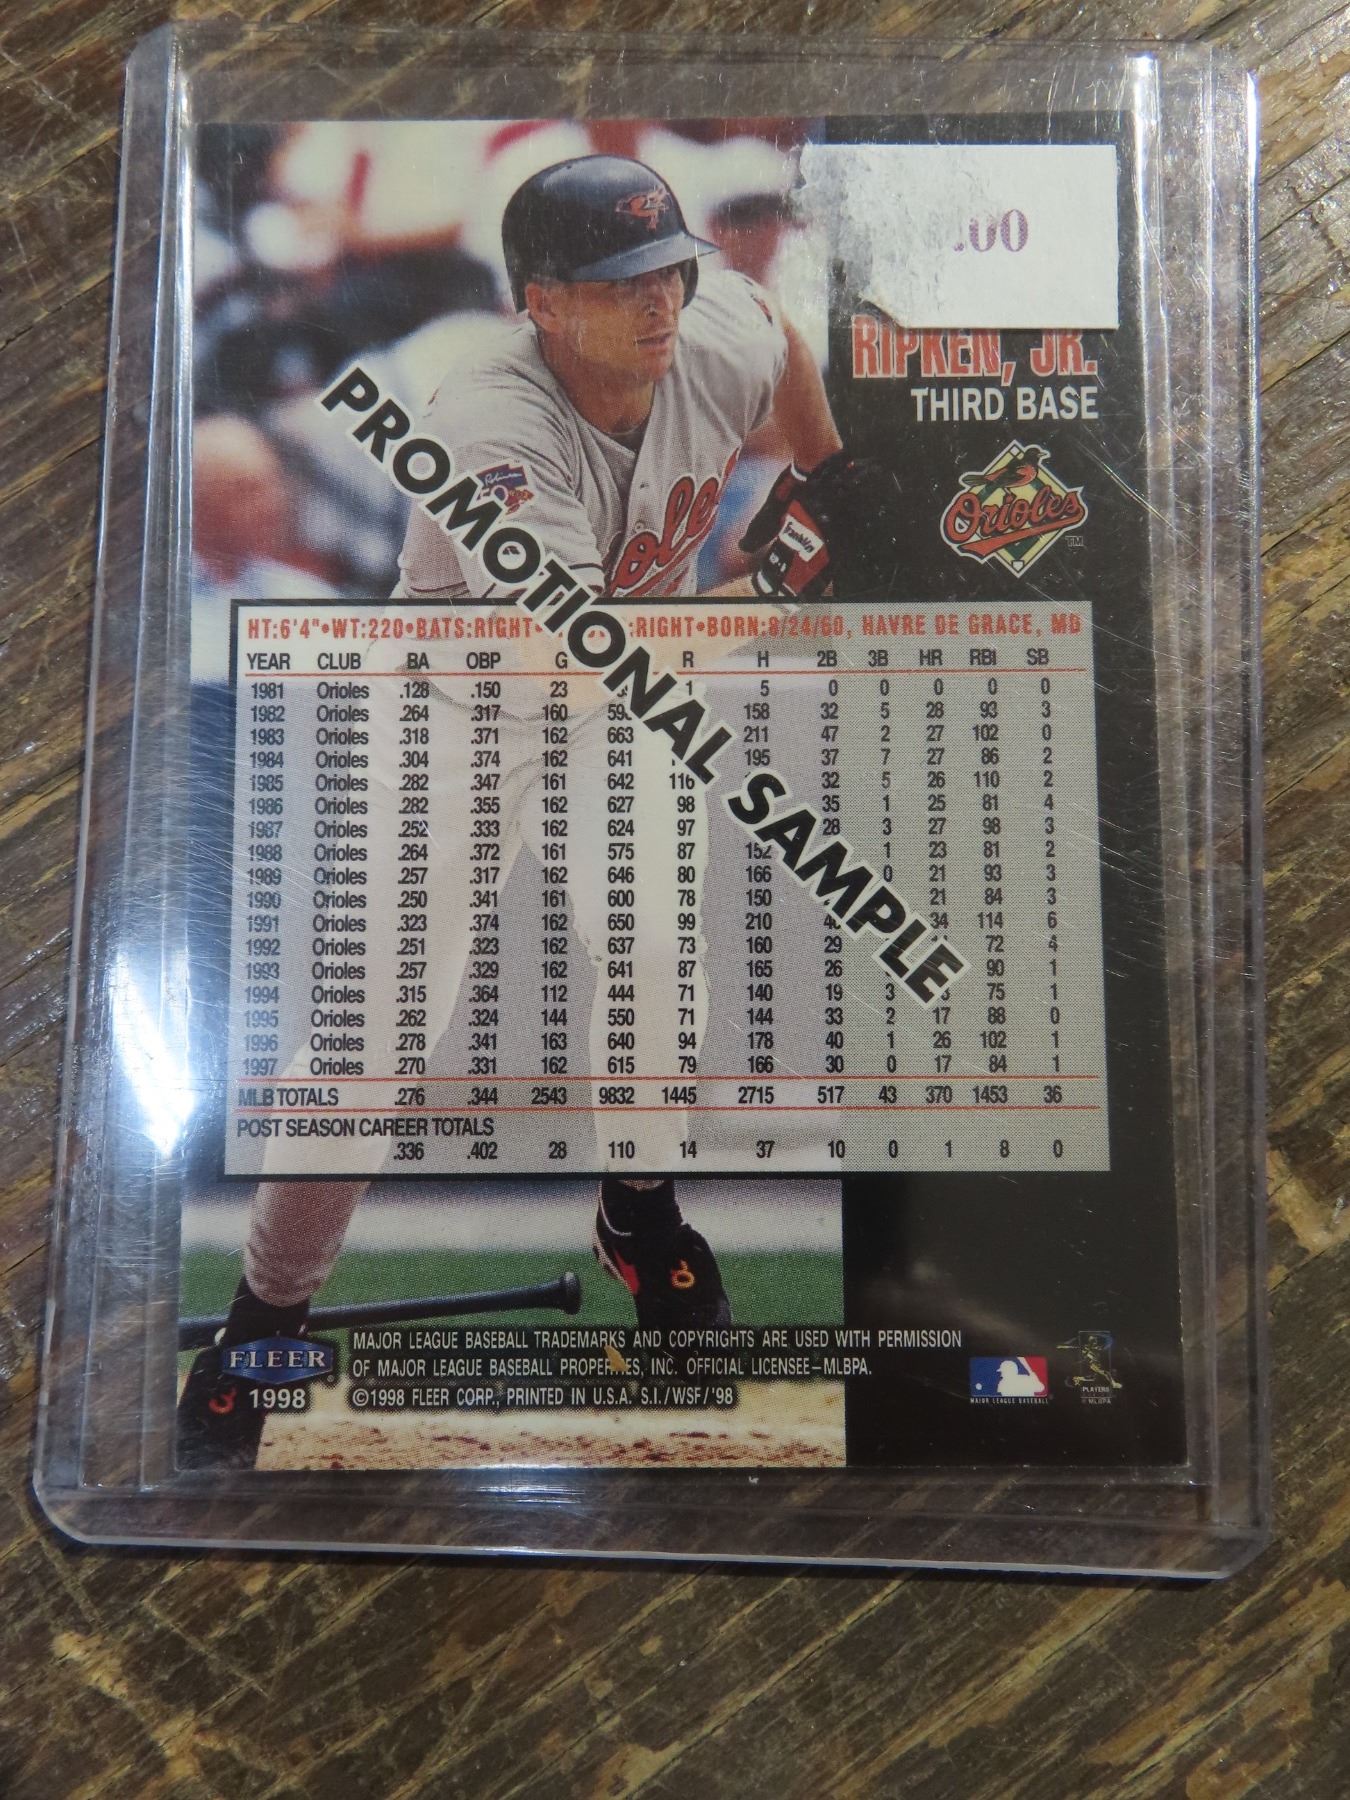 .00
RIPKEN, JR.
THIRD BASE
Orioles
TM
PROMOTIONAL SAMPLE
HT:6'4"•WT:220•BATS:RIGHT• :RIGHT•BORN:8/24/60, HAVRE DE GRACE, MD
YEAR CLUB BA OBP G R H 2B 3B HR RBI SB
1981 Orioles .128 .150 23 1 5 0 0 0 0 0
1982 Orioles .264 .317 160 158 32 5 28 93 3
1983 Orioles .318 .371 162 663 211 47 2 27 102 0
1984 Orioles .304 .374 162 641 195 37 7 27 86 2
1985 Orioles .282 .347 161 642 116 32 5 26 110 2
1986 Orioles .282 .355 162 627 98 35 1 25 81 4
1987 Orioles .252 .333 162 624 97 28 3 27 98 3
1988 Orioles .264 .372 161 575 87 152 1 23 81 2
1989 Orioles .257 .317 162 646 80 166 0 21 93 3
1990 Orioles .250 .341 161 600 78 150 21 84 3
1991 Orioles .323 .374 162 650 99 210 34 114 6
1992 Orioles .251 .323 162 637 73 160 29 72 4
1993 Orioles .257 .329 162 641 87 165 26 90 1
1994 Orioles .315 .364 112 444 71 140 19 3 75 1
1995 Orioles .262 .324 144 550 71 144 33 2 17 88 0
1996 Orioles .278 .341 163 640 94 178 40 1 26 102 1
1997 Orioles .270 .331 162 615 79 166 30 0 17 84 1
MLB TOTALS .276 .344 2543 9832 1445 2715 517 43 370 1453 36
POST SEASON CAREER TOTALS
.336 .402 28 110 14 37 10 0 1 8 0
FLEER
1998
MAJOR LEAGUE BASEBALL TRADEMARKS AND COPYRIGHTS ARE USED WITH PERMISSION
OF MAJOR LEAGUE BASEBALL PROPERTIES, INC. OFFICIAL LICENSEE–MLBPA.
©1998 FLEER CORP., PRINTED IN U.S.A. S.I./WSF/'98
MAJOR LEAGUE BASEBALL
PLAYERS
MLBPA